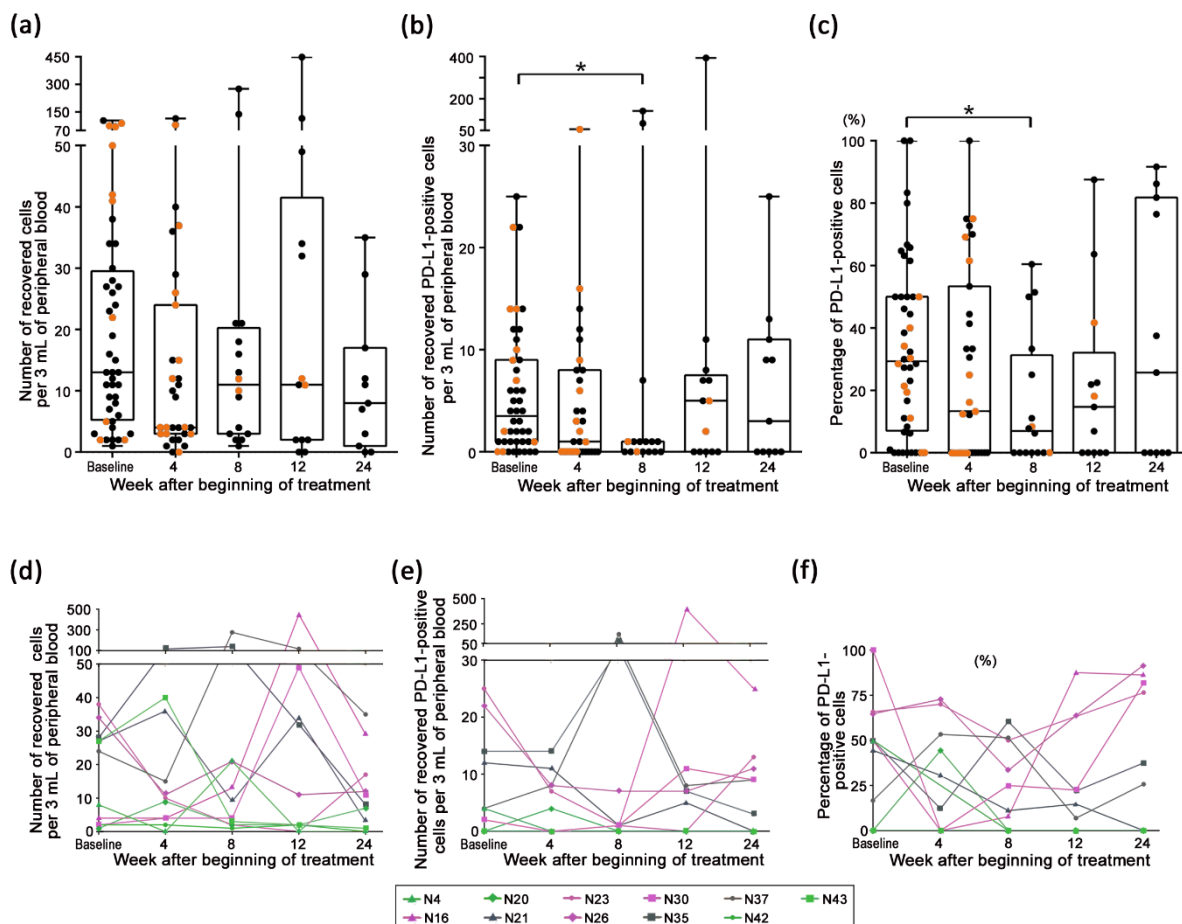 (a)
Number of recovered cells
per 3 mL of peripheral blood
450
300
150
70
50
40
30
20
10
0
Baseline 4 8 12 24
Week after beginning of treatment
(b)
Number of recovered PD-L1-positive cells
per 3 mL of peripheral blood
*
400
200
50
30
20
10
0
Baseline 4 8 12 24
Week after beginning of treatment
(c)
Percentage of PD-L1-positive cells
(%)
*
100
80
60
40
20
0
Baseline 4 8 12 24
Week after beginning of treatment
(d)
Number of recovered cells
per 3 mL of peripheral blood
500
300
100
50
40
30
20
10
0
Baseline 4 8 12 24
Week after beginning of treatment
(e)
Number of recovered PD-L1-positive
cells per 3 mL of peripheral blood
500
250
50
30
20
10
0
Baseline 4 8 12 24
Week after beginning of treatment
(f)
Percentage of PD-L1-
positive cells
(%)
100
75
50
25
0
Baseline 4 8 12 24
Week after beginning of treatment
N4 N20 N23 N30 N37 N43
N16 N21 N26 N35 N42